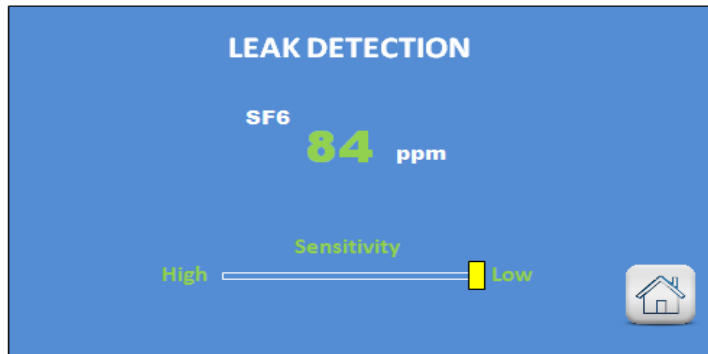 LEAK DETECTION
SF6
84 ppm
Sensitivity
High Low